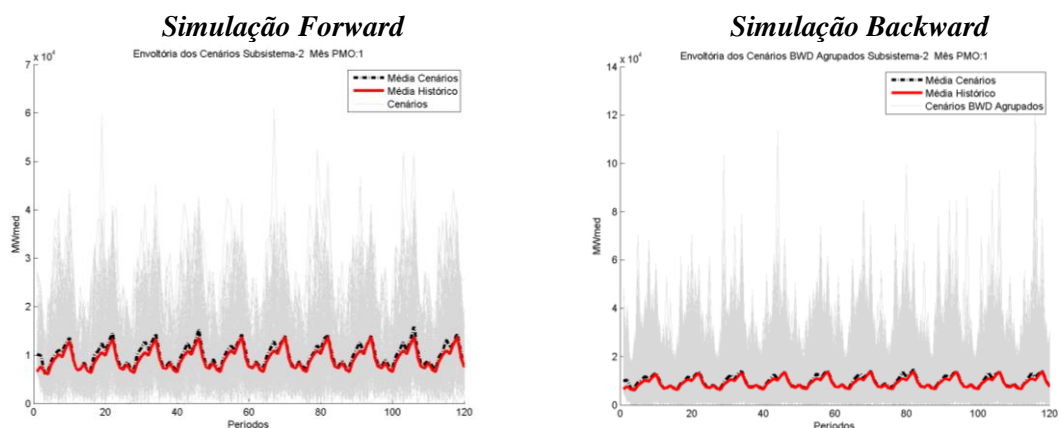 Simulação Forward
Envoltória dos Cenários Subsistema-2 Mês PMO:1
x 10⁴
7
6
5
4
3
2
1
0
MWmed
Média Cenários
Média Histórico
Cenários
0 20 40 60 80 100 120
Períodos
Simulação Backward
Envoltória dos Cenários BWD Agrupados Subsistema-2 Mês PMO:1
x 10⁴
14
12
10
8
6
4
2
0
MWmed
Média Cenários
Média Histórico
Cenários BWD Agrupados
0 20 40 60 80 100 120
Períodos